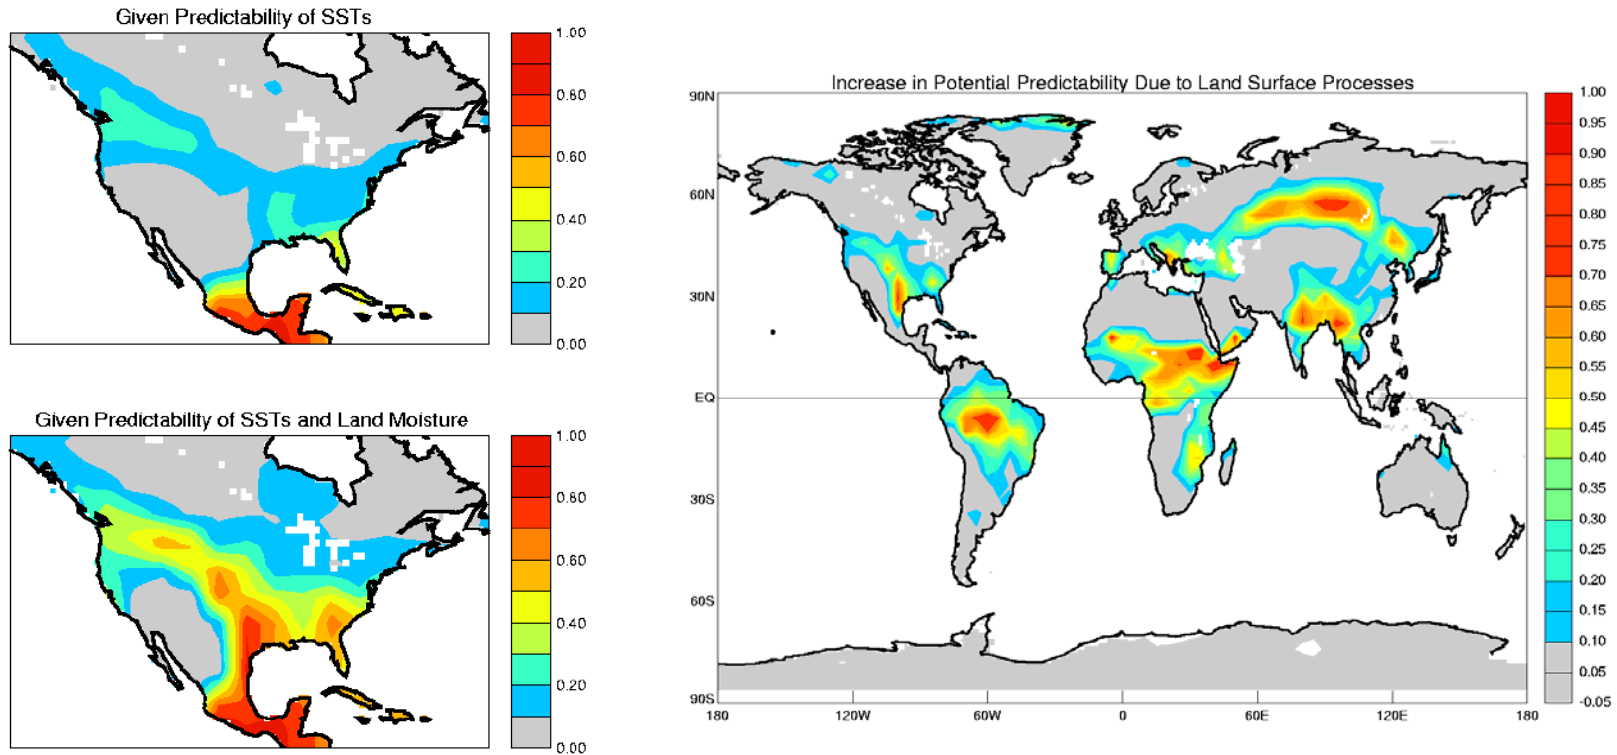 Given Predictability of SSTs
1.00
0.80
0.60
0.40
0.20
0.00
Given Predictability of SSTs and Land Moisture
1.00
0.80
0.60
0.40
0.20
0.00
Increase in Potential Predictability Due to Land Surface Processes
90N
60N
30N
EQ
30S
60S
90S
180
120W
60W
0
60E
120E
180
1.00
0.95
0.90
0.85
0.80
0.75
0.70
0.65
0.60
0.55
0.50
0.45
0.40
0.35
0.30
0.25
0.20
0.15
0.10
0.05
-0.05